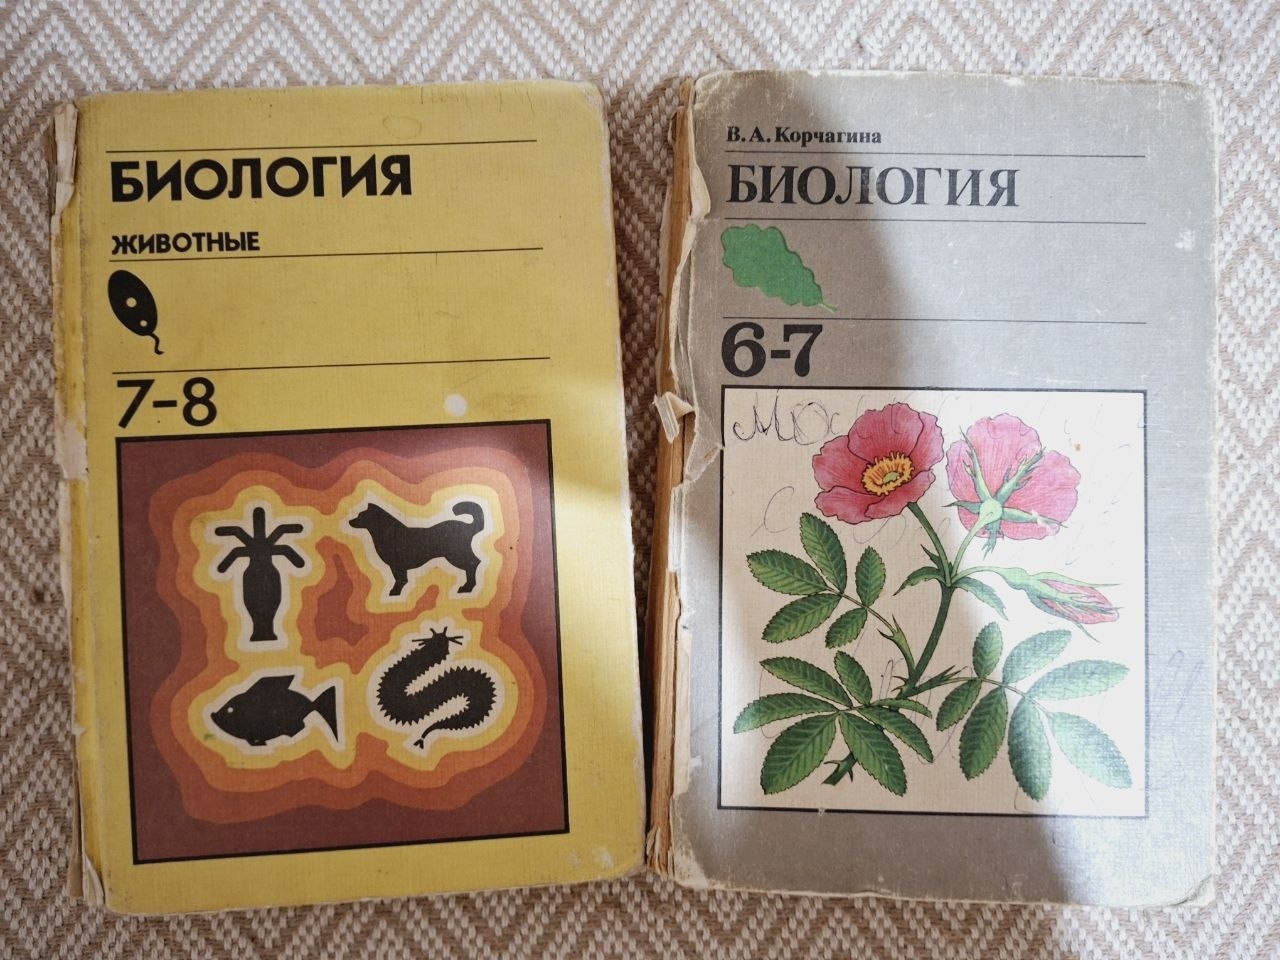 БИОЛОГИЯ
ЖИВОТНЫЕ
7-8
В. А. Корчагина
БИОЛОГИЯ
6-7